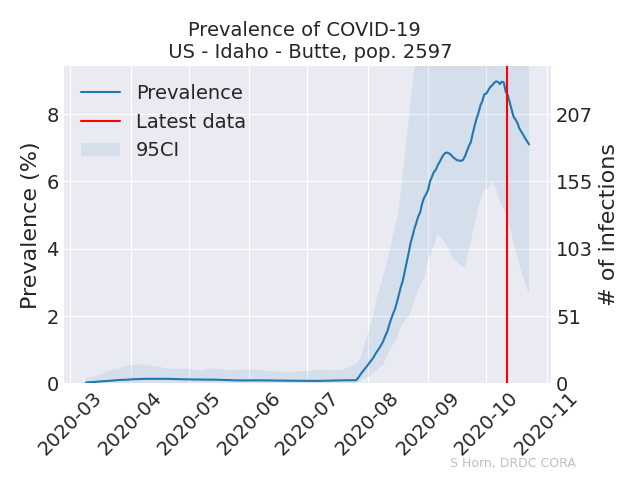 Prevalence of COVID-19
US - Idaho - Butte, pop. 2597
Prevalence
Latest data
95CI
Prevalence (%)
8
6
4
2
0
207
155
103
51
0
# of infections
2020-03
2020-04
2020-05
2020-06
2020-07
2020-08
2020-09
2020-10
2020-11
S Horn, DRDC CORA